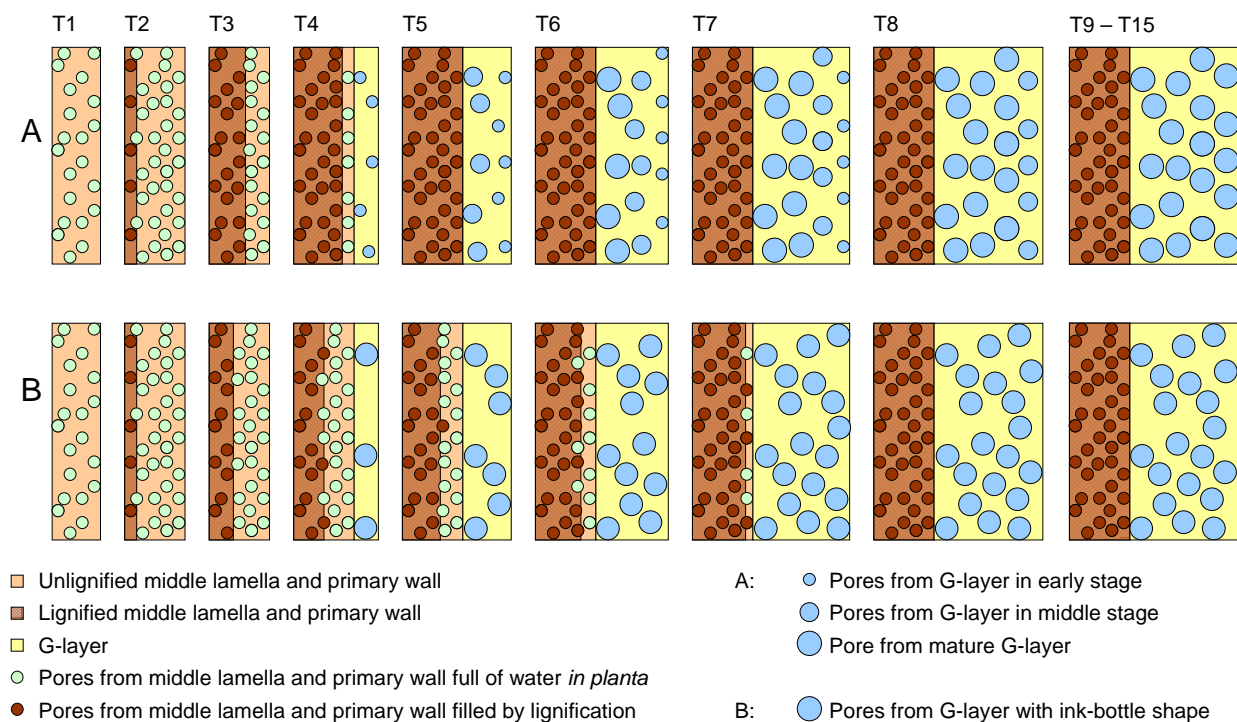 T1 T2 T3 T4 T5 T6 T7 T8 T9 – T15
A
B
Unlignified middle lamella and primary wall
Lignified middle lamella and primary wall
G-layer
Pores from middle lamella and primary wall full of water in planta
Pores from middle lamella and primary wall filled by lignification
A: Pores from G-layer in early stage
Pores from G-layer in middle stage
Pore from mature G-layer
B: Pores from G-layer with ink-bottle shape